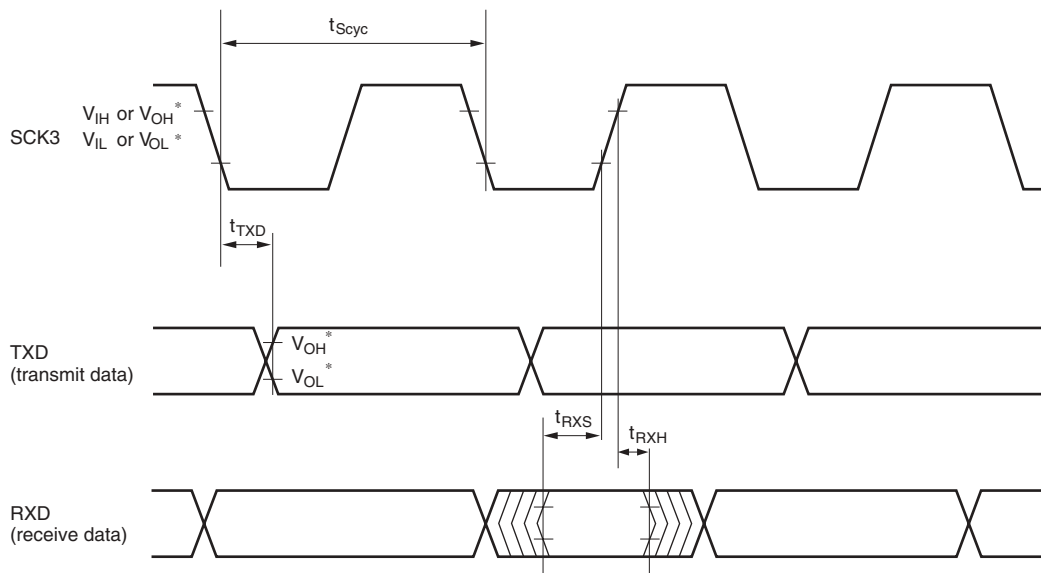 tScyc
SCK3
VIH or VOH*
VIL or VOL*
tTXD
TXD
(transmit data)
VOH*
VOL*
tRXS
tRXH
RXD
(receive data)